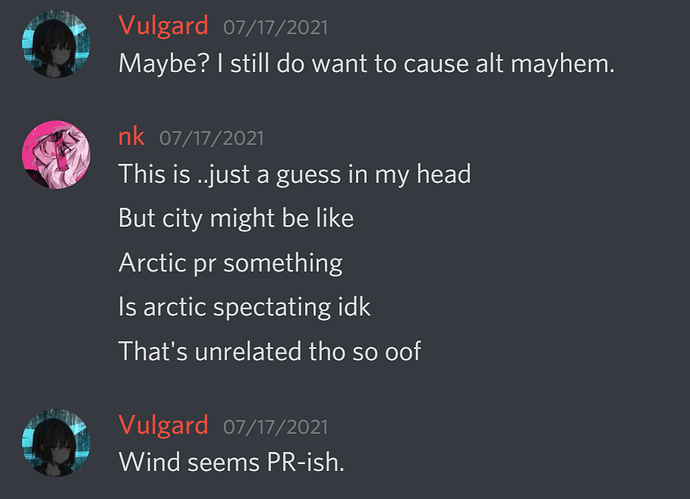 Vulgard 07/17/2021
Maybe? I still do want to cause alt mayhem.
nk 07/17/2021
This is ..just a guess in my head
But city might be like
Arctic pr something
Is arctic spectating idk
That's unrelated tho so oof
Vulgard 07/17/2021
Wind seems PR-ish.